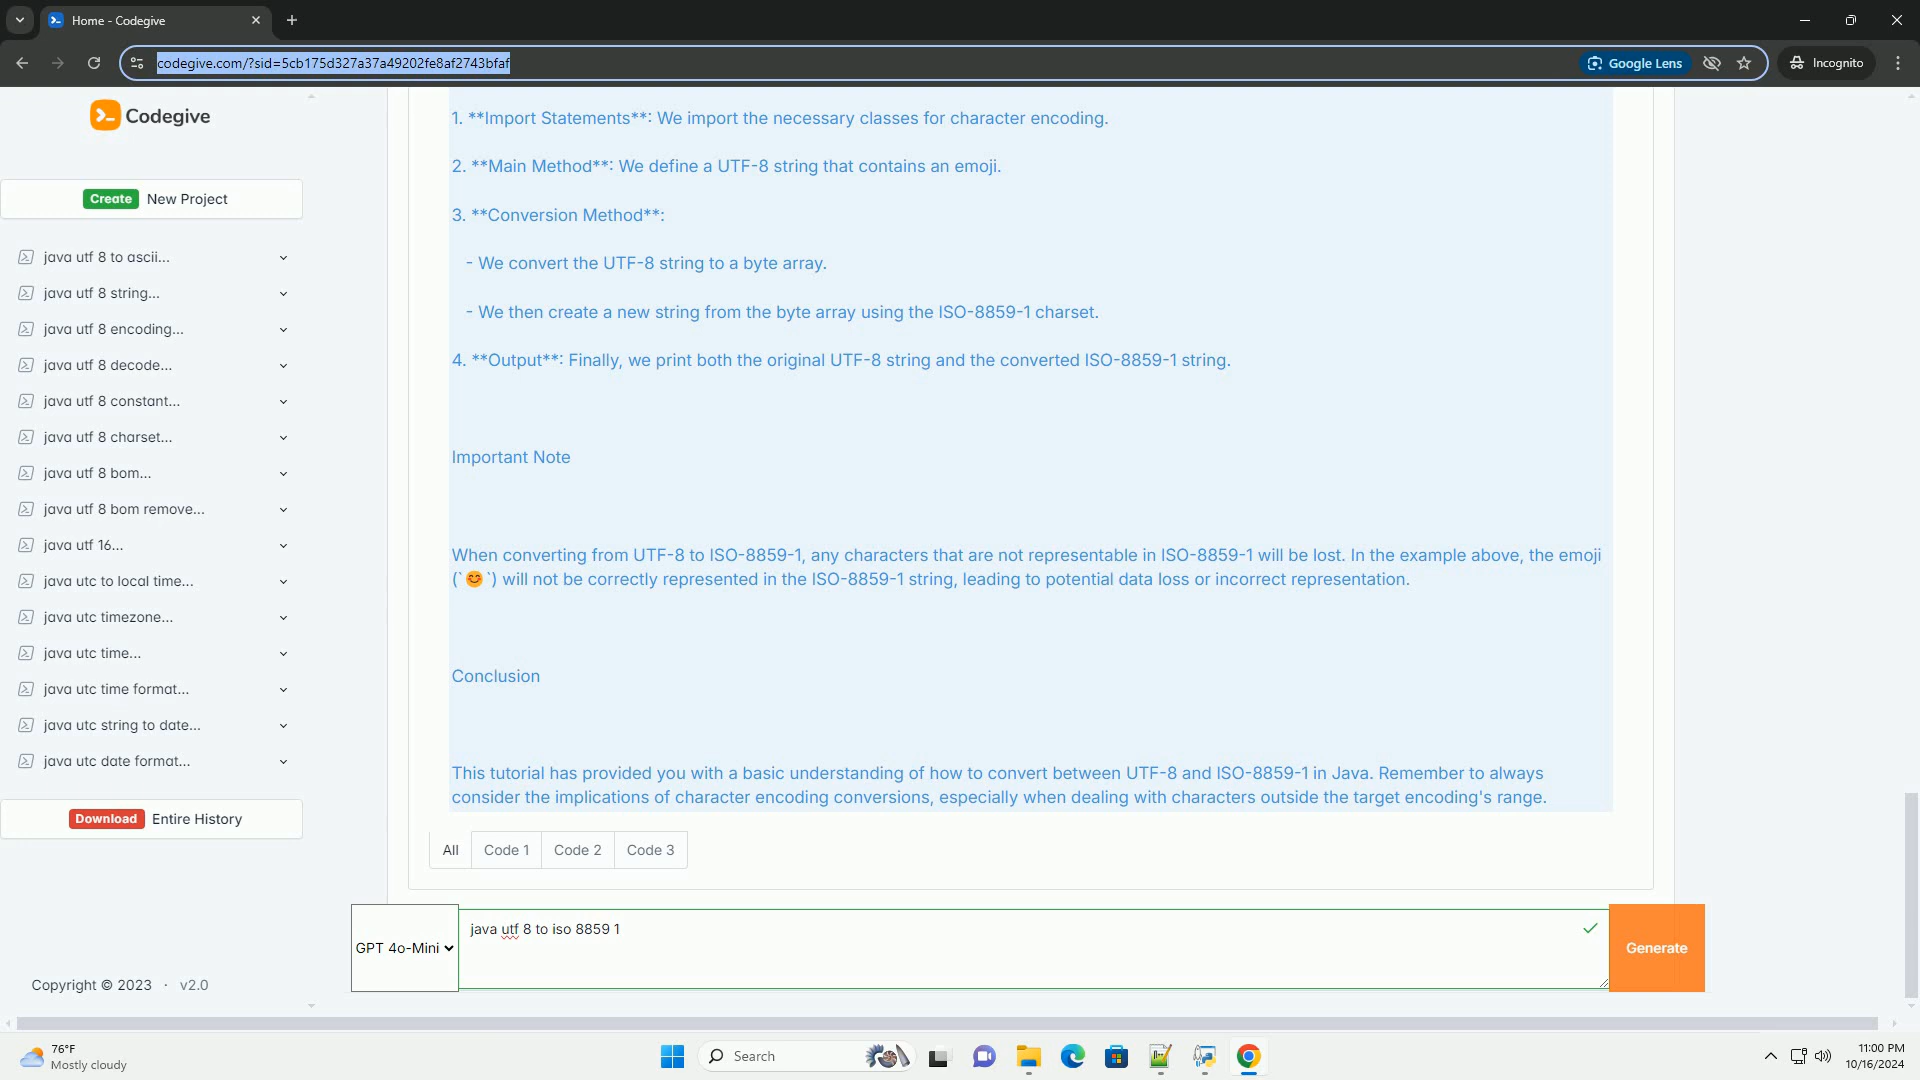 Home - Codegive
codegive.com/?sid=5cb175d327a37a49202fe8af2743bfaf
Google Lens
Incognito
Codegive
Create New Project
java utf 8 to ascii...
java utf 8 string...
java utf 8 encoding...
java utf 8 decode...
java utf 8 constant...
java utf 8 charset...
java utf 8 bom...
java utf 8 bom remove...
java utf 16...
java utc to local time...
java utc timezone...
java utc time...
java utc time format...
java utc string to date...
java utc date format...
Download Entire History
Copyright © 2023 · v2.0
1. **Import Statements**: We import the necessary classes for character encoding.
2. **Main Method**: We define a UTF-8 string that contains an emoji.
3. **Conversion Method**:
- We convert the UTF-8 string to a byte array.
- We then create a new string from the byte array using the ISO-8859-1 charset.
4. **Output**: Finally, we print both the original UTF-8 string and the converted ISO-8859-1 string.
Important Note
When converting from UTF-8 to ISO-8859-1, any characters that are not representable in ISO-8859-1 will be lost. In the example above, the emoji
(`😊`) will not be correctly represented in the ISO-8859-1 string, leading to potential data loss or incorrect representation.
Conclusion
This tutorial has provided you with a basic understanding of how to convert between UTF-8 and ISO-8859-1 in Java. Remember to always
consider the implications of character encoding conversions, especially when dealing with characters outside the target encoding's range.
All Code 1 Code 2 Code 3
GPT 4o-Mini
java utf 8 to iso 8859 1
Generate
76°F
Mostly cloudy
Search
11:00 PM
10/16/2024